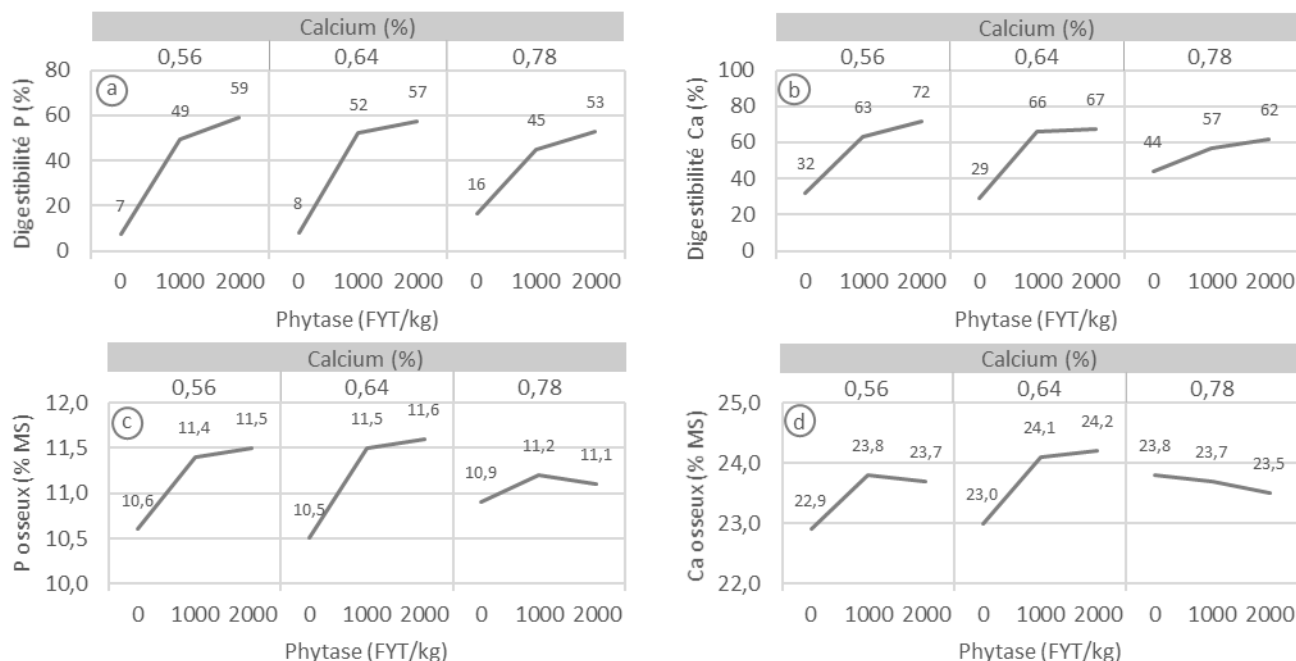 Calcium (%)
0,56 0,64 0,78
Digestibilité P (%)
a
80
60
40
20
0
7 49 59
8 52 57
16 45 53
0 1000 2000 0 1000 2000 0 1000 2000
Phytase (FYT/kg)
Calcium (%)
0,56 0,64 0,78
Digestibilité Ca (%)
b
100
80
60
40
20
0
32 63 72
29 66 67
44 57 62
0 1000 2000 0 1000 2000 0 1000 2000
Phytase (FYT/kg)
Calcium (%)
0,56 0,64 0,78
P osseux (% MS)
c
12,0
11,5
11,0
10,5
10,0
10,6 11,4 11,5
10,5 11,5 11,6
10,9 11,2 11,1
0 1000 2000 0 1000 2000 0 1000 2000
Phytase (FYT/kg)
Calcium (%)
0,56 0,64 0,78
Ca osseux (% MS)
d
25,0
24,0
23,0
22,0
22,9 23,8 23,7
23,0 24,1 24,2
23,8 23,7 23,5
0 1000 2000 0 1000 2000 0 1000 2000
Phytase (FYT/kg)